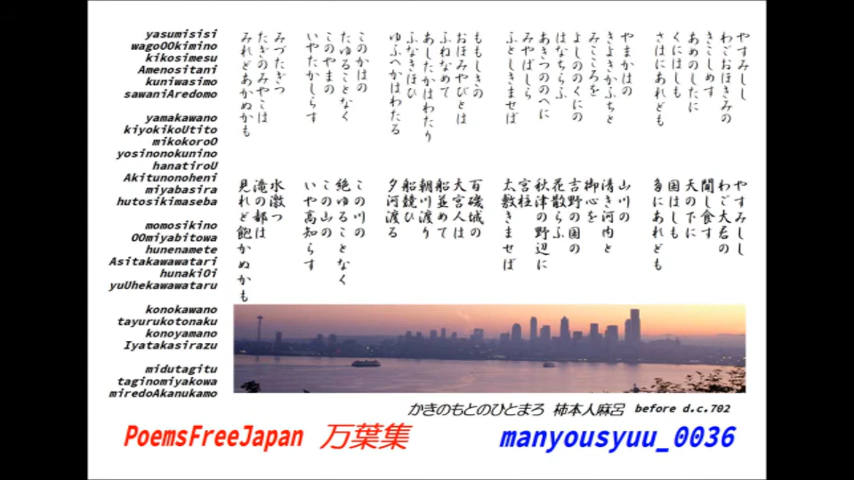 yasumisisi
wagoOOkimino
kikosimesu
Amenositani
kuniwasimo
sawaniAredomo
yamakawano
kiyokikoUtito
mikokoroO
yosinonokunino
hanatiroU
Akitunonoheni
miyabasira
hutosikimaseba
momosikino
OOmiyabitowa
hunenamete
Asitakawawatari
hunakiOi
yuUhekawawataru
konokawano
tayurukotonaku
konoyamano
Iyatakasirazu
midutagitu
taginomiyakowa
miredoAkanukamo
やすみしし
わごおほきみの
きこしめす
あめのしたに
くにはしも
さはにあれども
やまかはの
きよきかふちと
みこころを
よしののくにの
はなちらふ
あきつののへに
みやばしら
ふとしきませば
ももしきの
おほみやびとは
ふねなめて
あしたかはわたり
ふなきほひ
ゆふへかはわたる
このかはの
たゆることなく
このやまの
いやたかしらす
みづたぎつ
たぎのみやこは
みれどあかぬかも
やすみしし
わご大君の
聞し食す
天の下に
国はしも
多にあれども
山川の
清き河内と
御心を
吉野の国の
花散らふ
秋津の野辺に
宮柱
太敷きませば
百磯城の
大宮人は
船並めて
朝川渡り
船競ひ
夕河渡る
この川の
絶ゆることなく
この山の
いや高知らす
水激つ
滝の都は
見れど飽かぬかも
かきのもとのひとまろ 柿本人麻呂 before d.c.702
PoemsFreeJapan 万葉集 manyousyuu_0036